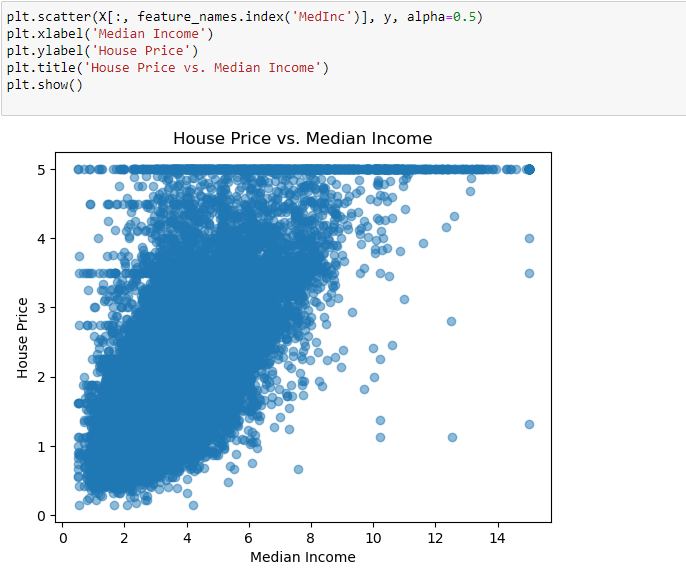 plt.scatter(X[:, feature_names.index('MedInc')], y, alpha=0.5)
plt.xlabel('Median Income')
plt.ylabel('House Price')
plt.title('House Price vs. Median Income')
plt.show()
House Price vs. Median Income
5
4
3
2
1
0
House Price
0 2 4 6 8 10 12 14
Median Income